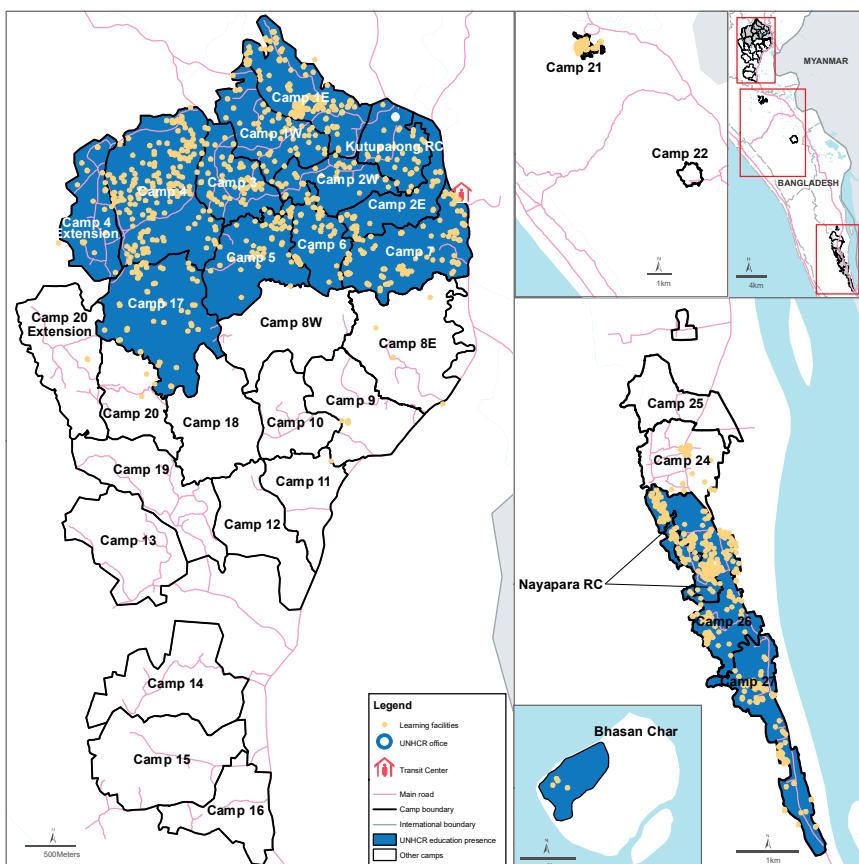 Camp 1E
Camp 1W
Kutupalong RC
Camp 3
Camp 4
Camp 2W
Camp 2E
Camp 4
Extension
Camp 6
Camp 5
Camp 7
Camp 17
Camp 20
Extension
Camp 8W
Camp 8E
Camp 9
Camp 20
Camp 18
Camp 10
Camp 19
Camp 11
Camp 12
Camp 13
Camp 14
Camp 15
Camp 16
N
500Meters
Legend
Learning facilities
UNHCR office
Transit Center
Main road
Camp boundary
International boundary
UNHCR education presence
Other camps
Camp 21
Camp 22
N
1km
MYANMAR
BANGLADESH
N
4km
Camp 25
Camp 24
Nayapara RC
Camp 26
Camp 27
N
1km
Bhasan Char
N